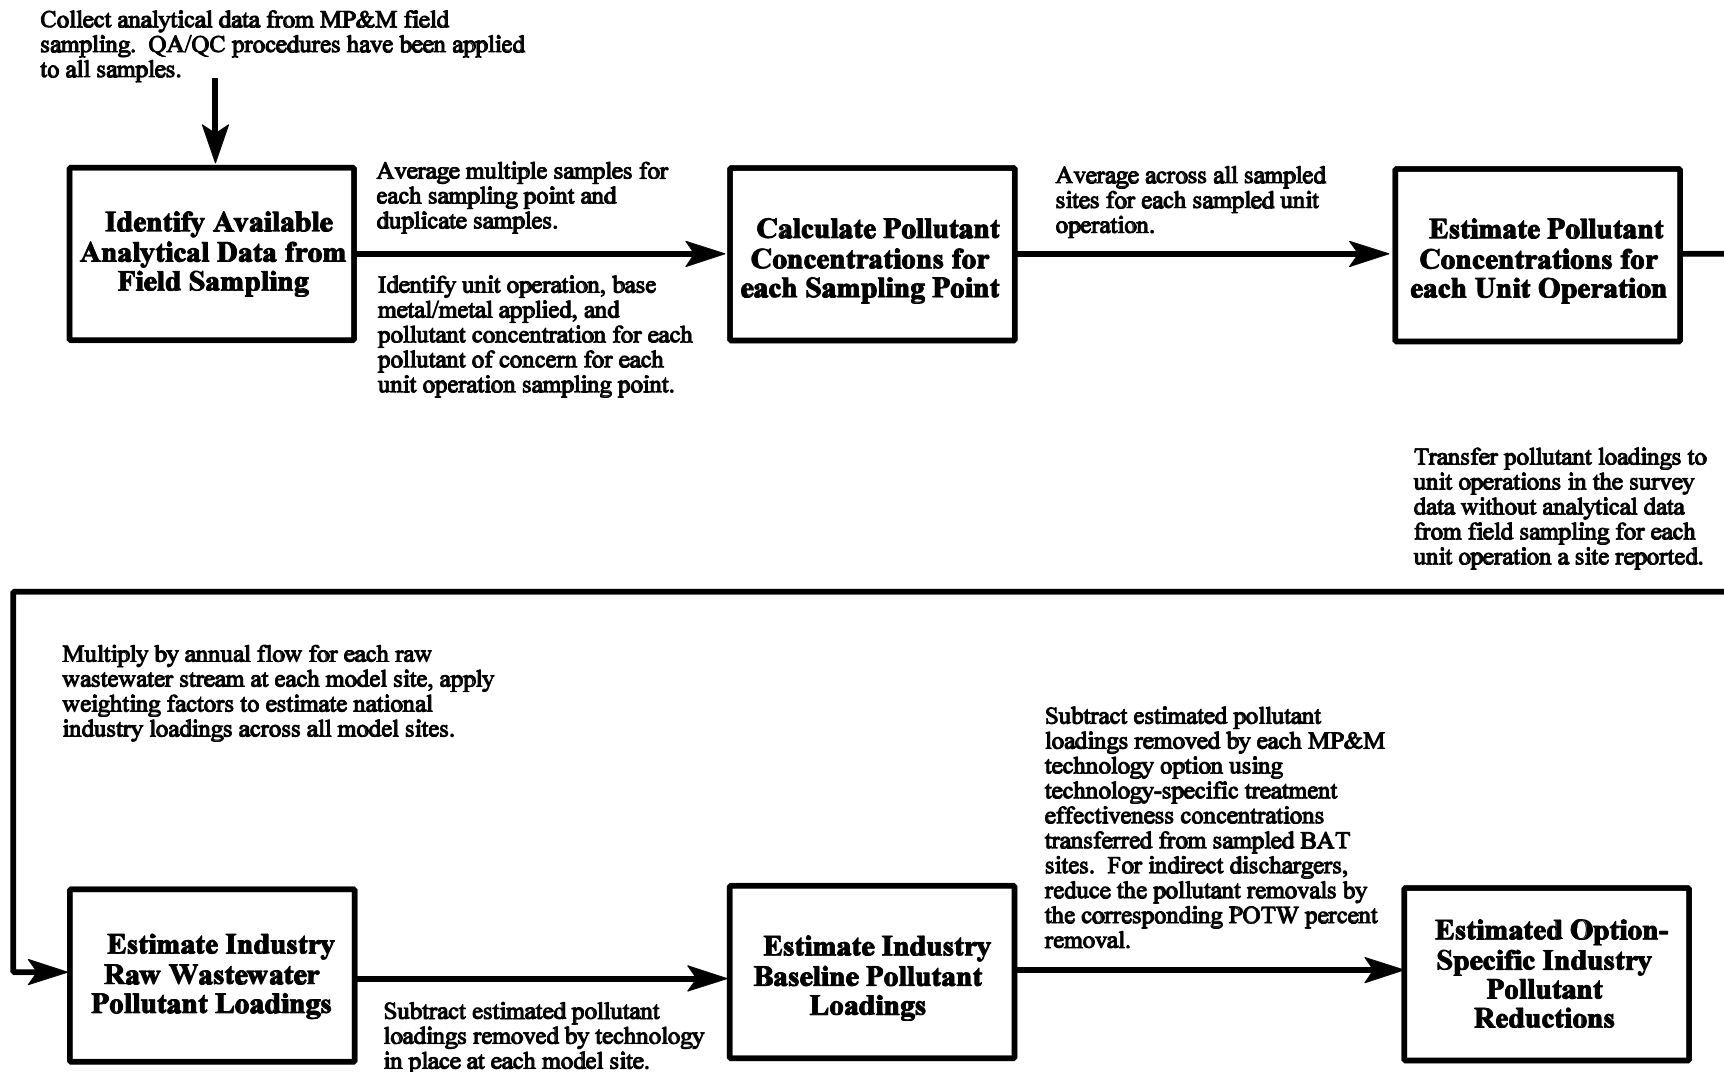 Collect analytical data from MP&M field
sampling.  QA/QC procedures have been applied
to all samples.
Identify Available
Analytical Data from
Field Sampling
Average multiple samples for
each sampling point and
duplicate samples.
Identify unit operation, base
metal/metal applied, and
pollutant concentration for each
pollutant of concern for each
unit operation sampling point.
Calculate Pollutant
Concentrations for
each Sampling Point
Average across all sampled
sites for each sampled unit
operation.
Estimate Pollutant
Concentrations for
each Unit Operation
Transfer pollutant loadings to
unit operations in the survey
data without analytical data
from field sampling for each
unit operation a site reported.
Multiply by annual flow for each raw
wastewater stream at each model site, apply
weighting factors to estimate national
industry loadings across all model sites.
Estimate Industry
Raw Wastewater
Pollutant Loadings
Subtract estimated pollutant
loadings removed by technology
in place at each model site.
Estimate Industry
Baseline Pollutant
Loadings
Subtract estimated pollutant
loadings removed by each MP&M
technology option using
technology-specific treatment
effectiveness concentrations
transferred from sampled BAT
sites.  For indirect dischargers,
reduce the pollutant removals by
the corresponding POTW percent
removal.
Estimated Option-
Specific Industry
Pollutant
Reductions